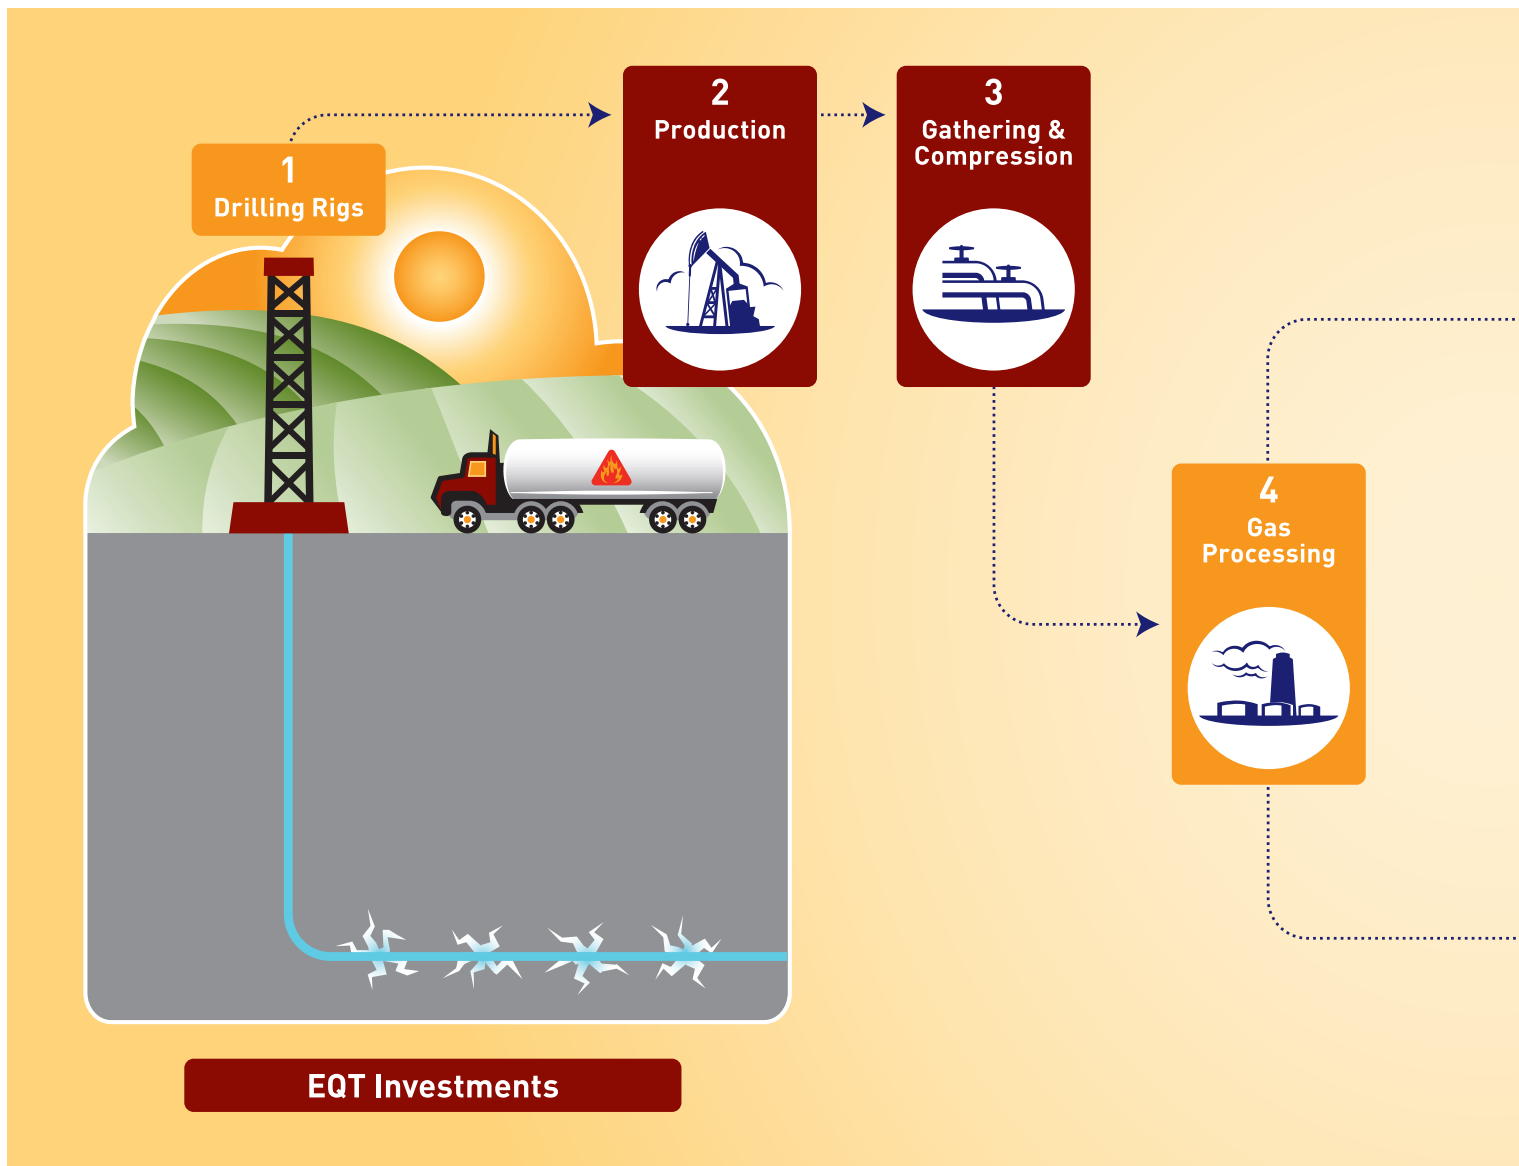 1
Drilling Rigs
2
Production
3
Gathering &
Compression
4
Gas
Processing
EQT Investments